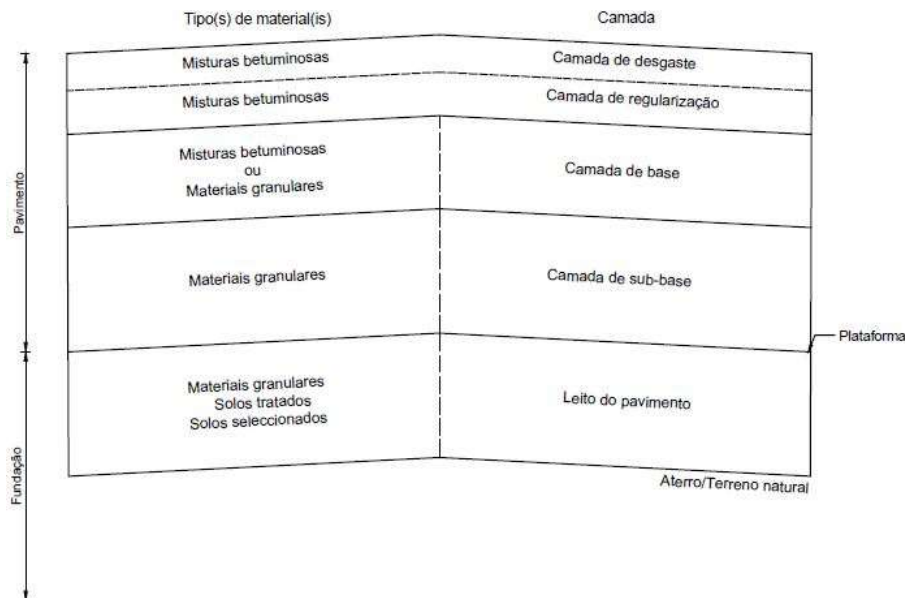 Tipo(s) de material(is)
Camada
Misturas betuminosas
Camada de desgaste
Misturas betuminosas
Camada de regularização
Misturas betuminosas
ou
Materiais granulares
Camada de base
Pavimento
Materiais granulares
Camada de sub-base
Plataforma
Materiais granulares
Solos tratados
Solos seleccionados
Leito do pavimento
Fundação
Aterro/Terreno natural